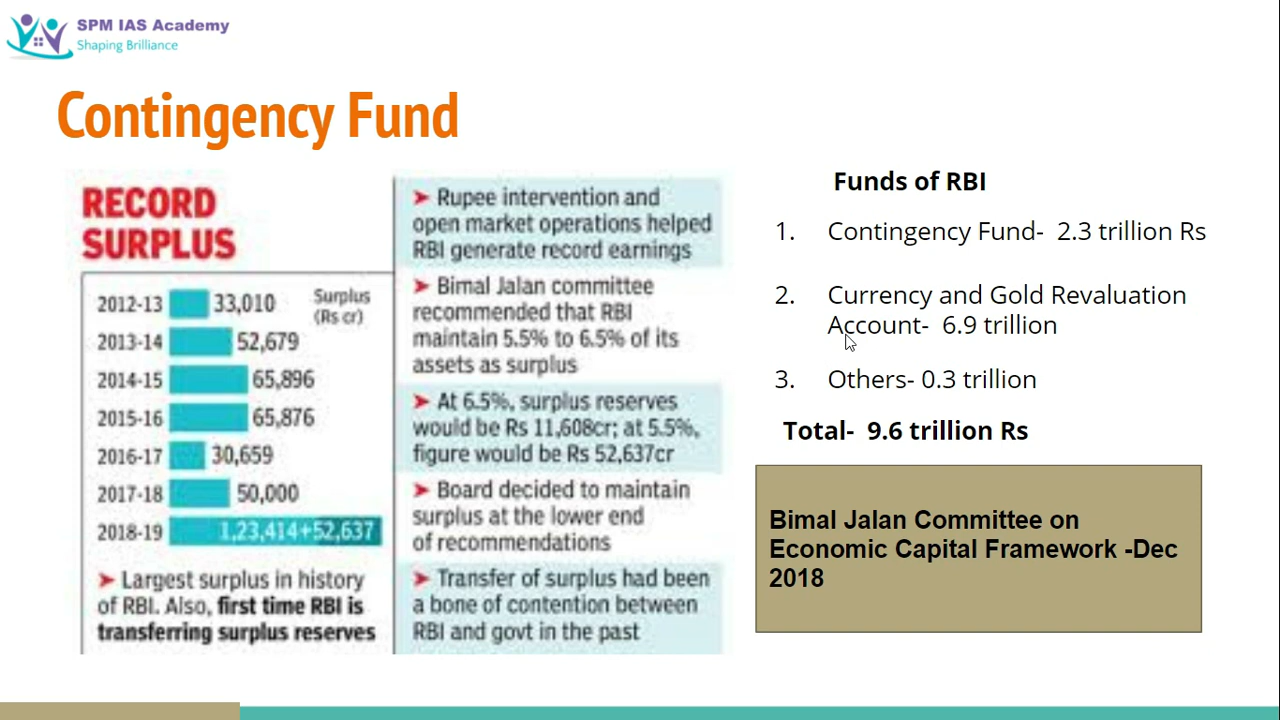 SPM IAS Academy
Shaping Brilliance
Contingency Fund
RECORD
SURPLUS
Surplus
(Rs cr)
2012-13 33,010
2013-14 52,679
2014-15 65,896
2015-16 65,876
2016-17 30,659
2017-18 50,000
2018-19 1,23,414+52,637
➤ Largest surplus in history
of RBI. Also, first time RBI is
transferring surplus reserves
➤ Rupee intervention and
open market operations helped
RBI generate record earnings
➤ Bimal Jalan committee
recommended that RBI
maintain 5.5% to 6.5% of its
assets as surplus
➤ At 6.5%, surplus reserves
would be Rs 11,608cr; at 5.5%,
figure would be Rs 52,637cr
➤ Board decided to maintain
surplus at the lower end
of recommendations
➤ Transfer of surplus had been
a bone of contention between
RBI and govt in the past
Funds of RBI
1. Contingency Fund- 2.3 trillion Rs
2. Currency and Gold Revaluation
Account- 6.9 trillion
3. Others- 0.3 trillion
Total- 9.6 trillion Rs
Bimal Jalan Committee on
Economic Capital Framework -Dec
2018